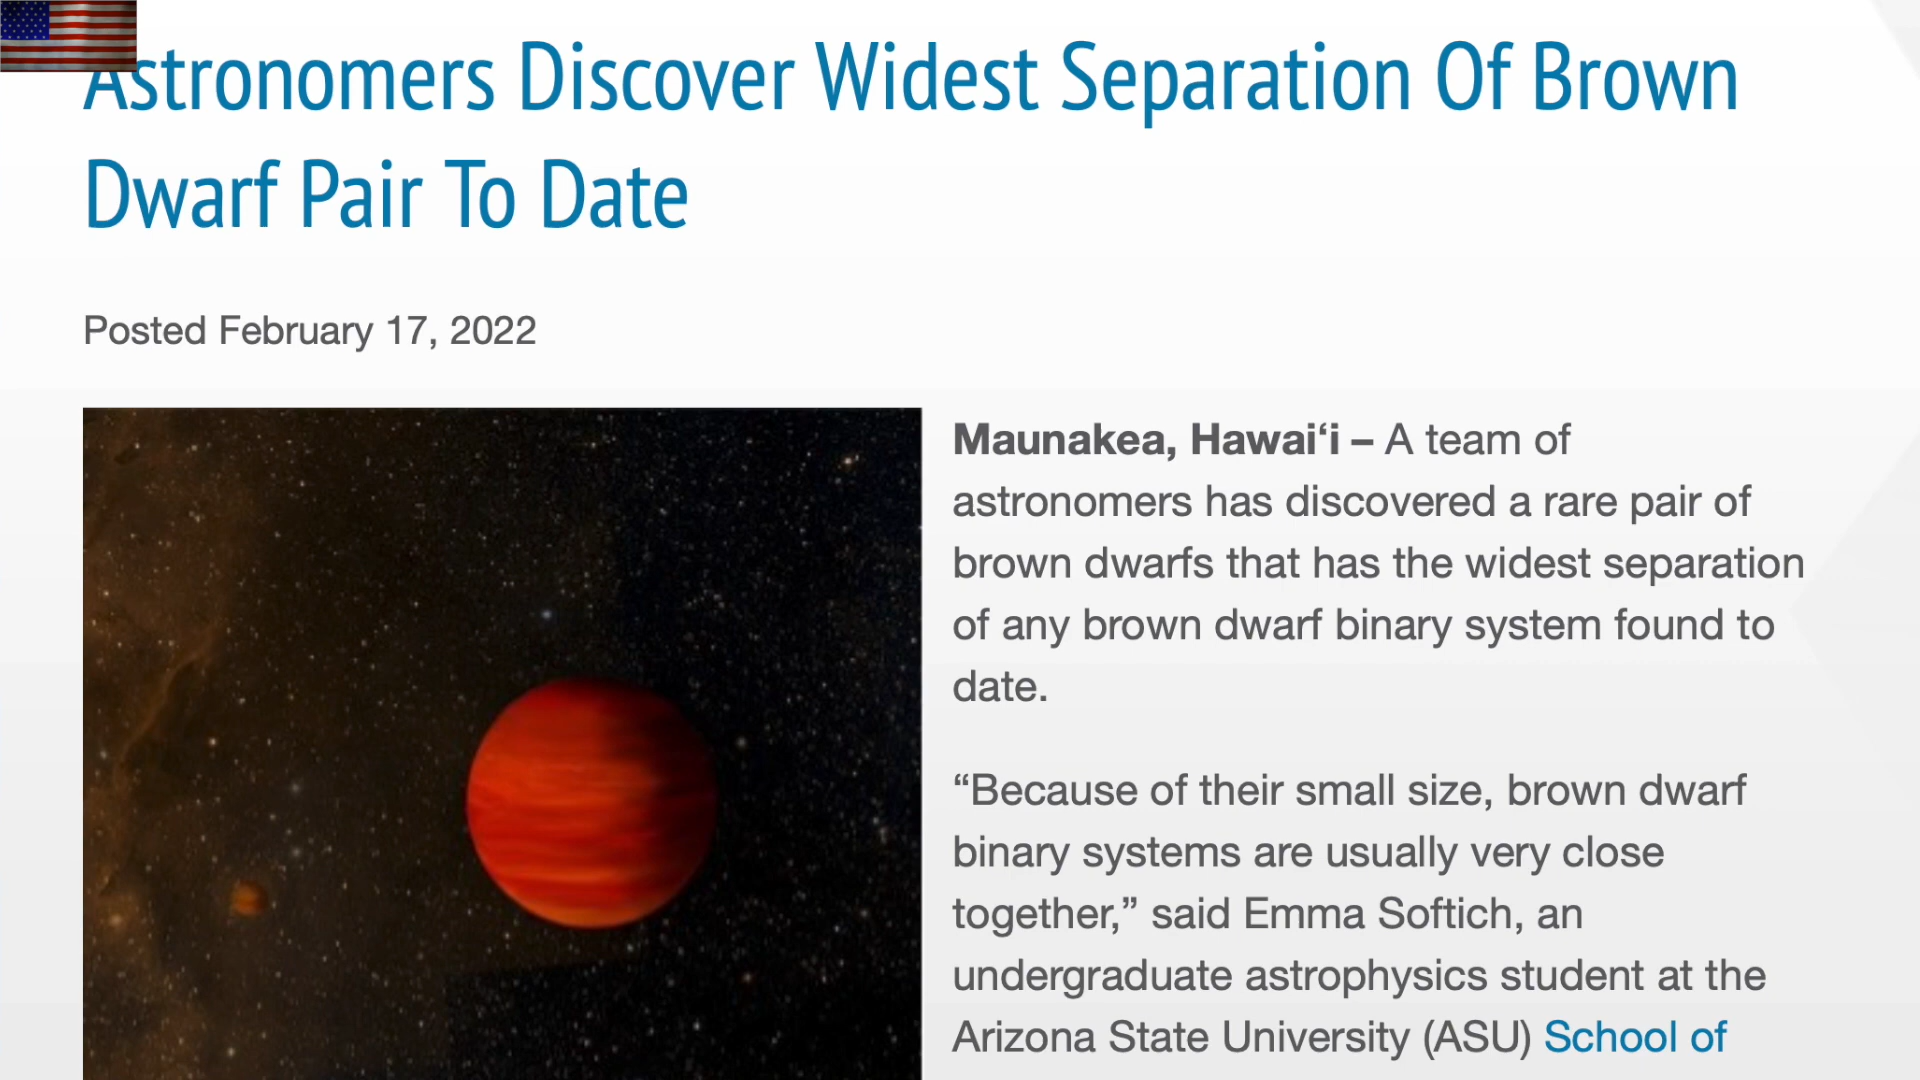 Astronomers Discover Widest Separation Of Brown
Dwarf Pair To Date
Posted February 17, 2022
Maunakea, Hawaiʻi – A team of
astronomers has discovered a rare pair of
brown dwarfs that has the widest separation
of any brown dwarf binary system found to
date.
“Because of their small size, brown dwarf
binary systems are usually very close
together,” said Emma Softich, an
undergraduate astrophysics student at the
Arizona State University (ASU) School of